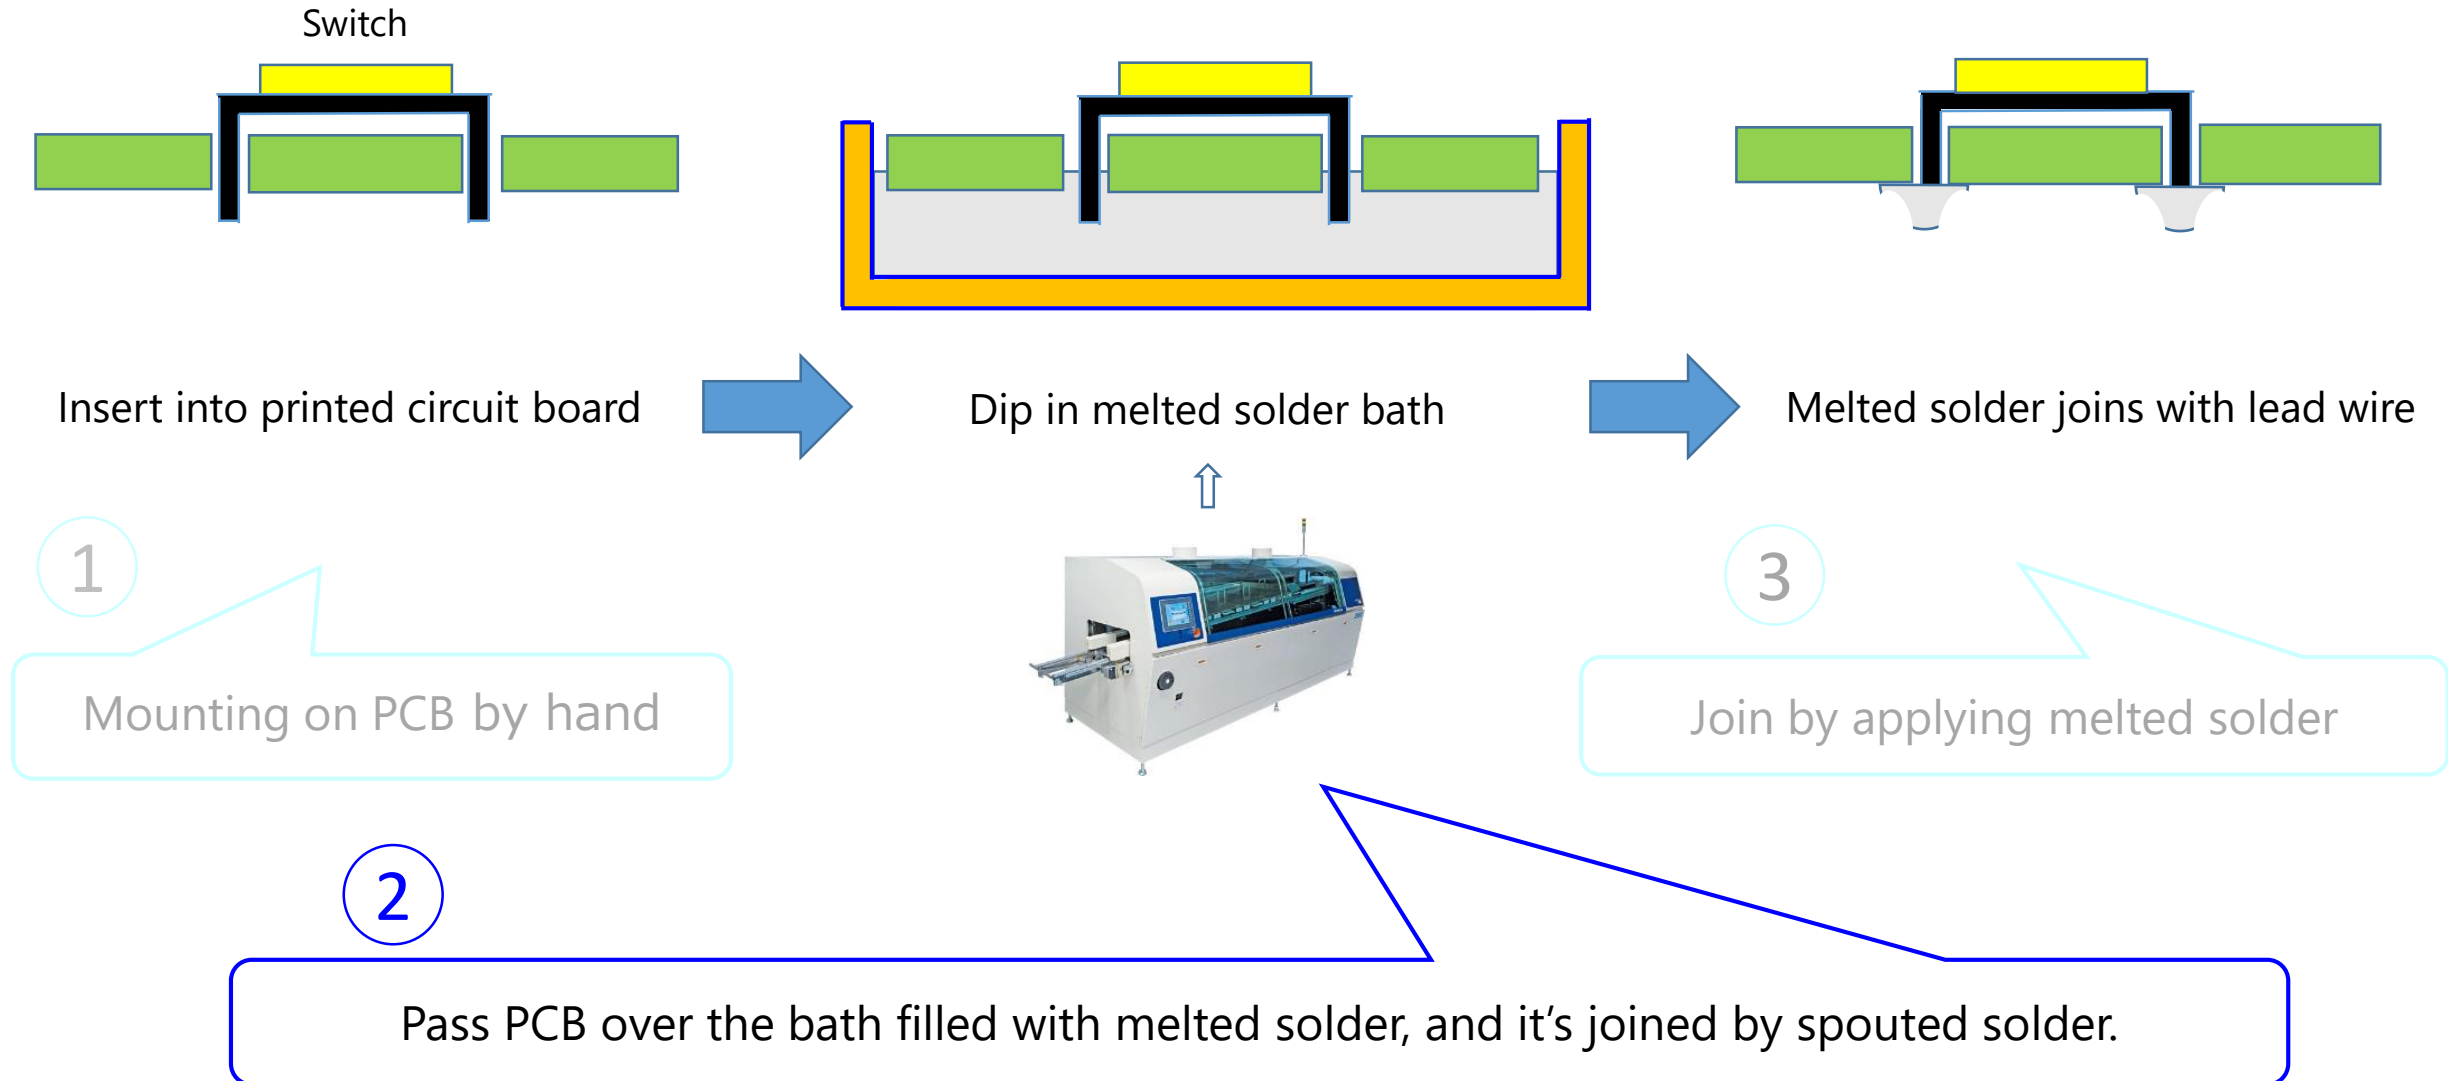 Switch
Insert into printed circuit board
Dip in melted solder bath
Melted solder joins with lead wire
1
3
Mounting on PCB by hand
Join by applying melted solder
2
Pass PCB over the bath filled with melted solder, and it’s joined by spouted solder.